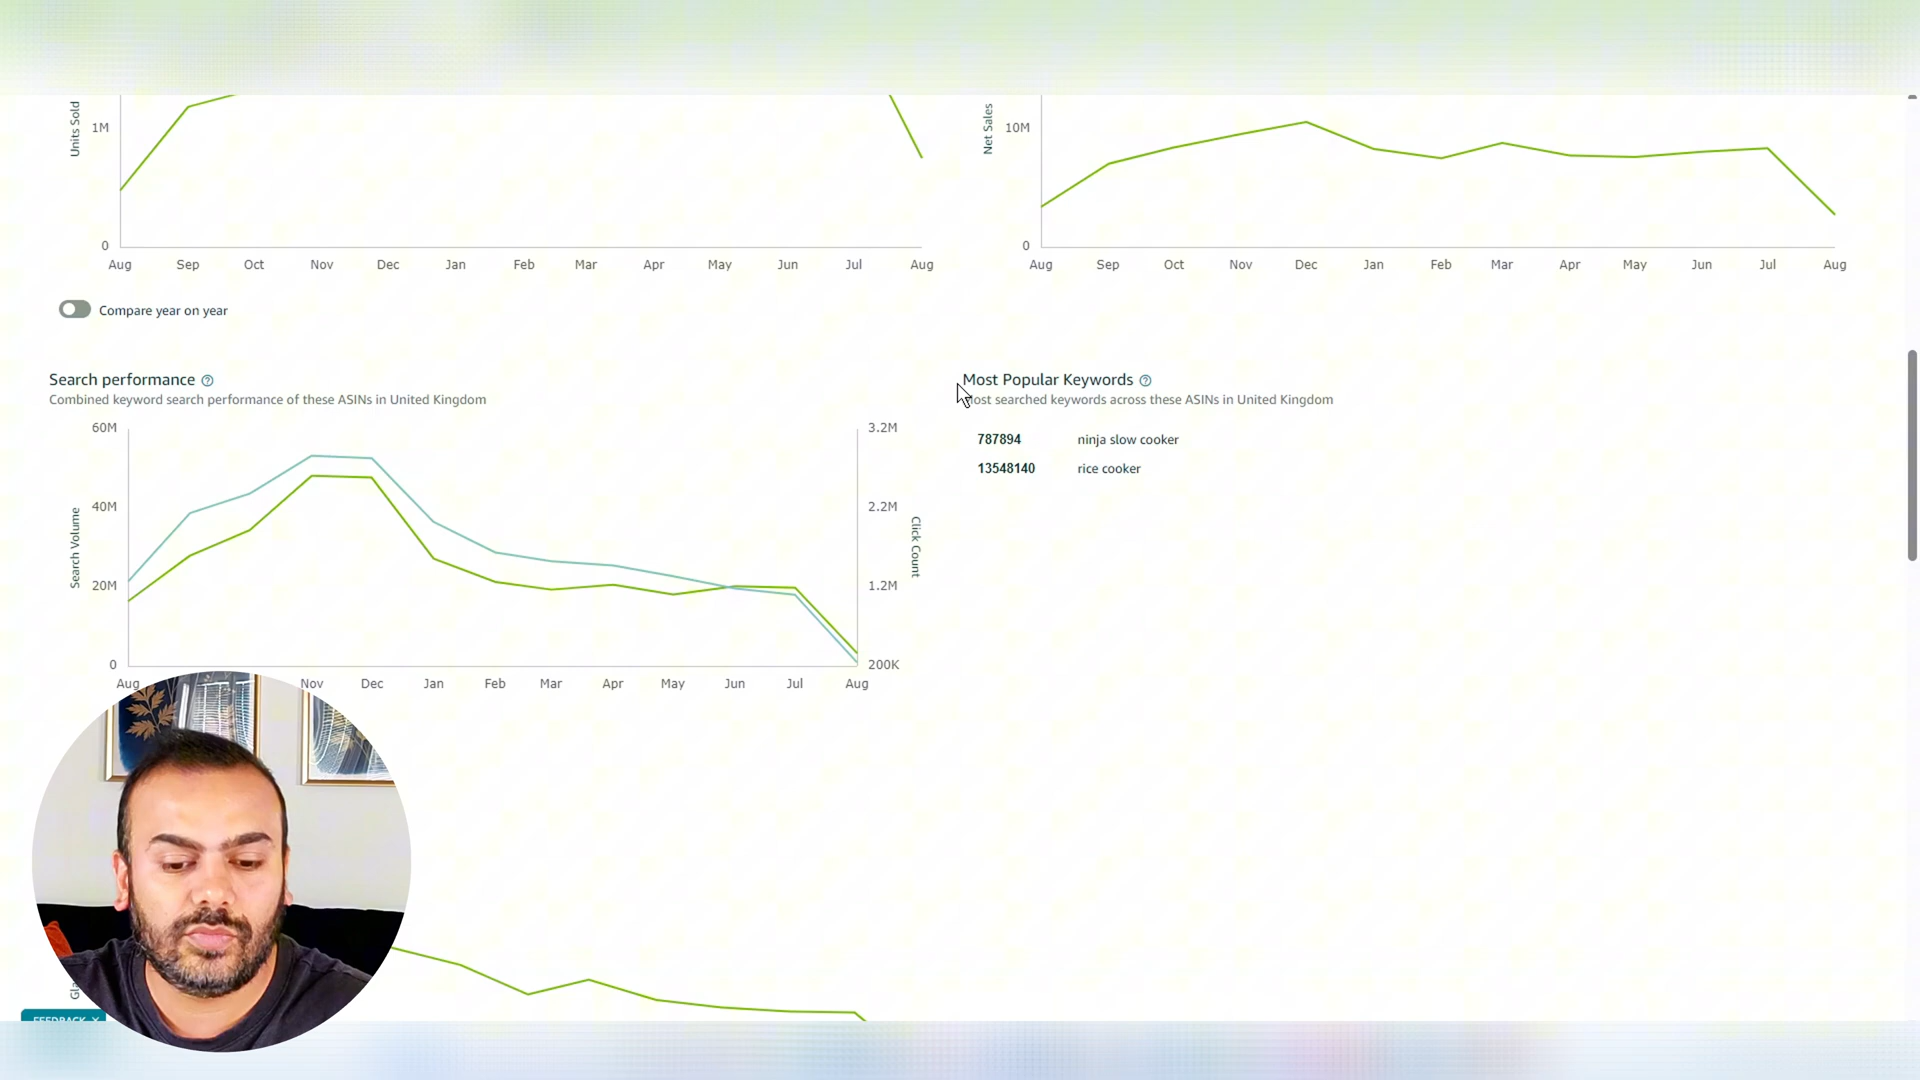 Units Sold
1M
0
Aug Sep Oct Nov Dec Jan Feb Mar Apr May Jun Jul Aug
Net Sales
10M
0
Aug Sep Oct Nov Dec Jan Feb Mar Apr May Jun Jul Aug
Compare year on year
Search performance
Combined keyword search performance of these ASINs in United Kingdom
60M
40M
20M
0
Search Volume
3.2M
2.2M
1.2M
200K
Click Count
Aug Nov Dec Jan Feb Mar Apr May Jun Jul Aug
Most Popular Keywords
ost searched keywords across these ASINs in United Kingdom
787894 ninja slow cooker
13548140 rice cooker
FEEDBACK